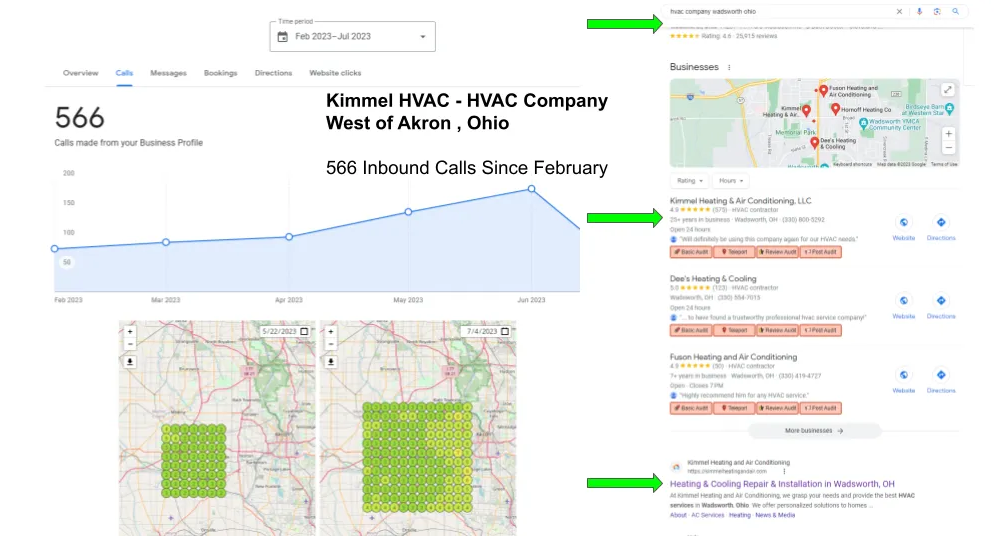 Time period
Feb 2023–Jul 2023
Overview Calls Messages Bookings Directions Website clicks
566
Calls made from your Business Profile
Kimmel HVAC - HVAC Company
West of Akron , Ohio
566 Inbound Calls Since February
200
150
100
50
Feb 2023 Mar 2023 Apr 2023 May 2023 Jun 2023
5/22/2023
7/4/2023
hvac company wadsworth ohio
Rating: 4.6 · 25,915 reviews
Businesses
Fuson Heating and
Air Conditioning
Kimmel
Heating & Air...
Hornoff Heating Co
Birdseye Barn
at Western Star
Wadsworth YMCA
Community Center
Memorial Park
Dee's Heating
& Cooling
Keyboard shortcuts Map data ©2023 Google Terms of Use
Rating Hours
Kimmel Heating & Air Conditioning, LLC
4.9 (575) · HVAC contractor
25+ years in business · Wadsworth, OH · (330) 800-5292
Open 24 hours
"Will definitely be using this company again for our HVAC needs."
Basic Audit Teleport Review Audit Post Audit
Website Directions
Dee's Heating & Cooling
5.0 (123) · HVAC contractor
Wadsworth, OH · (330) 594-7015
Open 24 hours
"... to have found a trustworthy professional hvac service company!"
Basic Audit Teleport Review Audit Post Audit
Website Directions
Fuson Heating and Air Conditioning
(30) · HVAC contractor
7+ years in business · Wadsworth, OH · (330) 419-4727
Open · Closes 7 PM
"Highly recommend him for any HVAC service."
Basic Audit Teleport Review Audit Post Audit
Website Directions
More businesses
Kimmel Heating and Air Conditioning
https://kimmelheatingandair.com
Heating & Cooling Repair & Installation in Wadsworth, OH
At Kimmel Heating and Air Conditioning, we grasp your needs and provide the best HVAC
services in Wadsworth, Ohio. We offer personalized solutions to homes ...
About · AC Services · Heating · News & Media